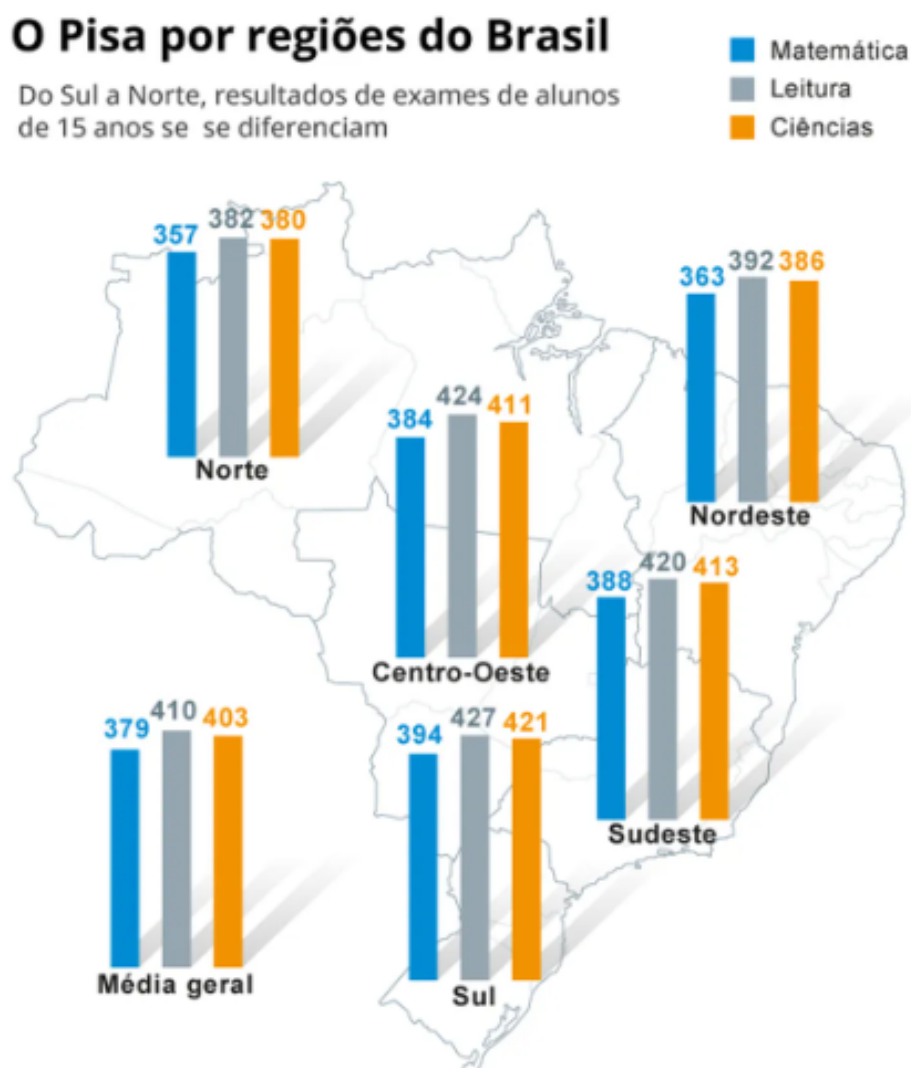 O Pisa por regiões do Brasil
Do Sul a Norte, resultados de exames de alunos
de 15 anos se se diferenciam
Matemática
Leitura
Ciências
357 382 380
Norte
363 392 386
Nordeste
384 424 411
Centro-Oeste
388 420 413
Sudeste
379 410 403
Média geral
394 427 421
Sul